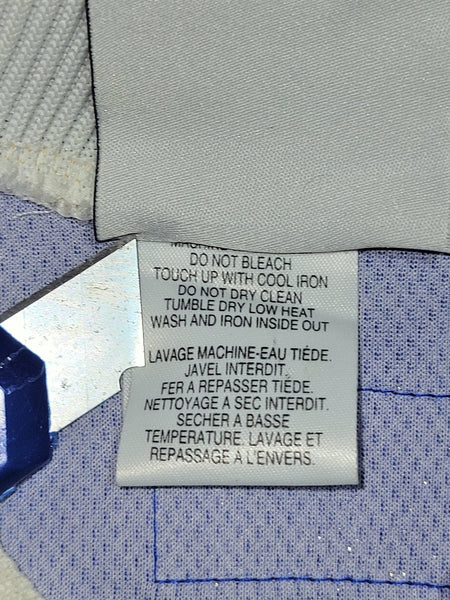 DO NOT BLEACH
TOUCH UP WITH COOL IRON
DO NOT DRY CLEAN
TUMBLE DRY LOW HEAT
WASH AND IRON INSIDE OUT
LAVAGE MACHINE-EAU TIÈDE.
JAVEL INTERDIT.
FER A REPASSER TIÈDE.
NETTOYAGE A SEC INTERDIT.
SECHER A BASSE
TEMPERATURE. LAVAGE ET
REPASSAGE A L'ENVERS.